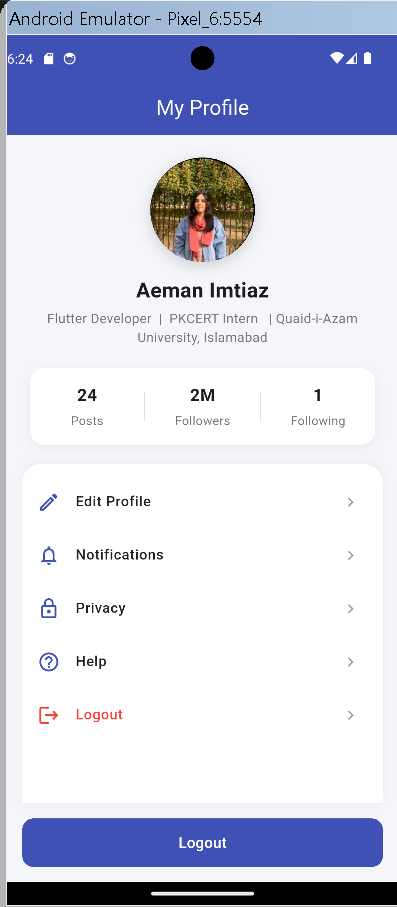 Android Emulator - Pixel_6:5554
6:24
My Profile
Aeman Imtiaz
Flutter Developer | PKCERT Intern | Quaid-i-Azam
University, Islamabad
24 2M 1
Posts Followers Following
Edit Profile
Notifications
Privacy
Help
Logout
Logout